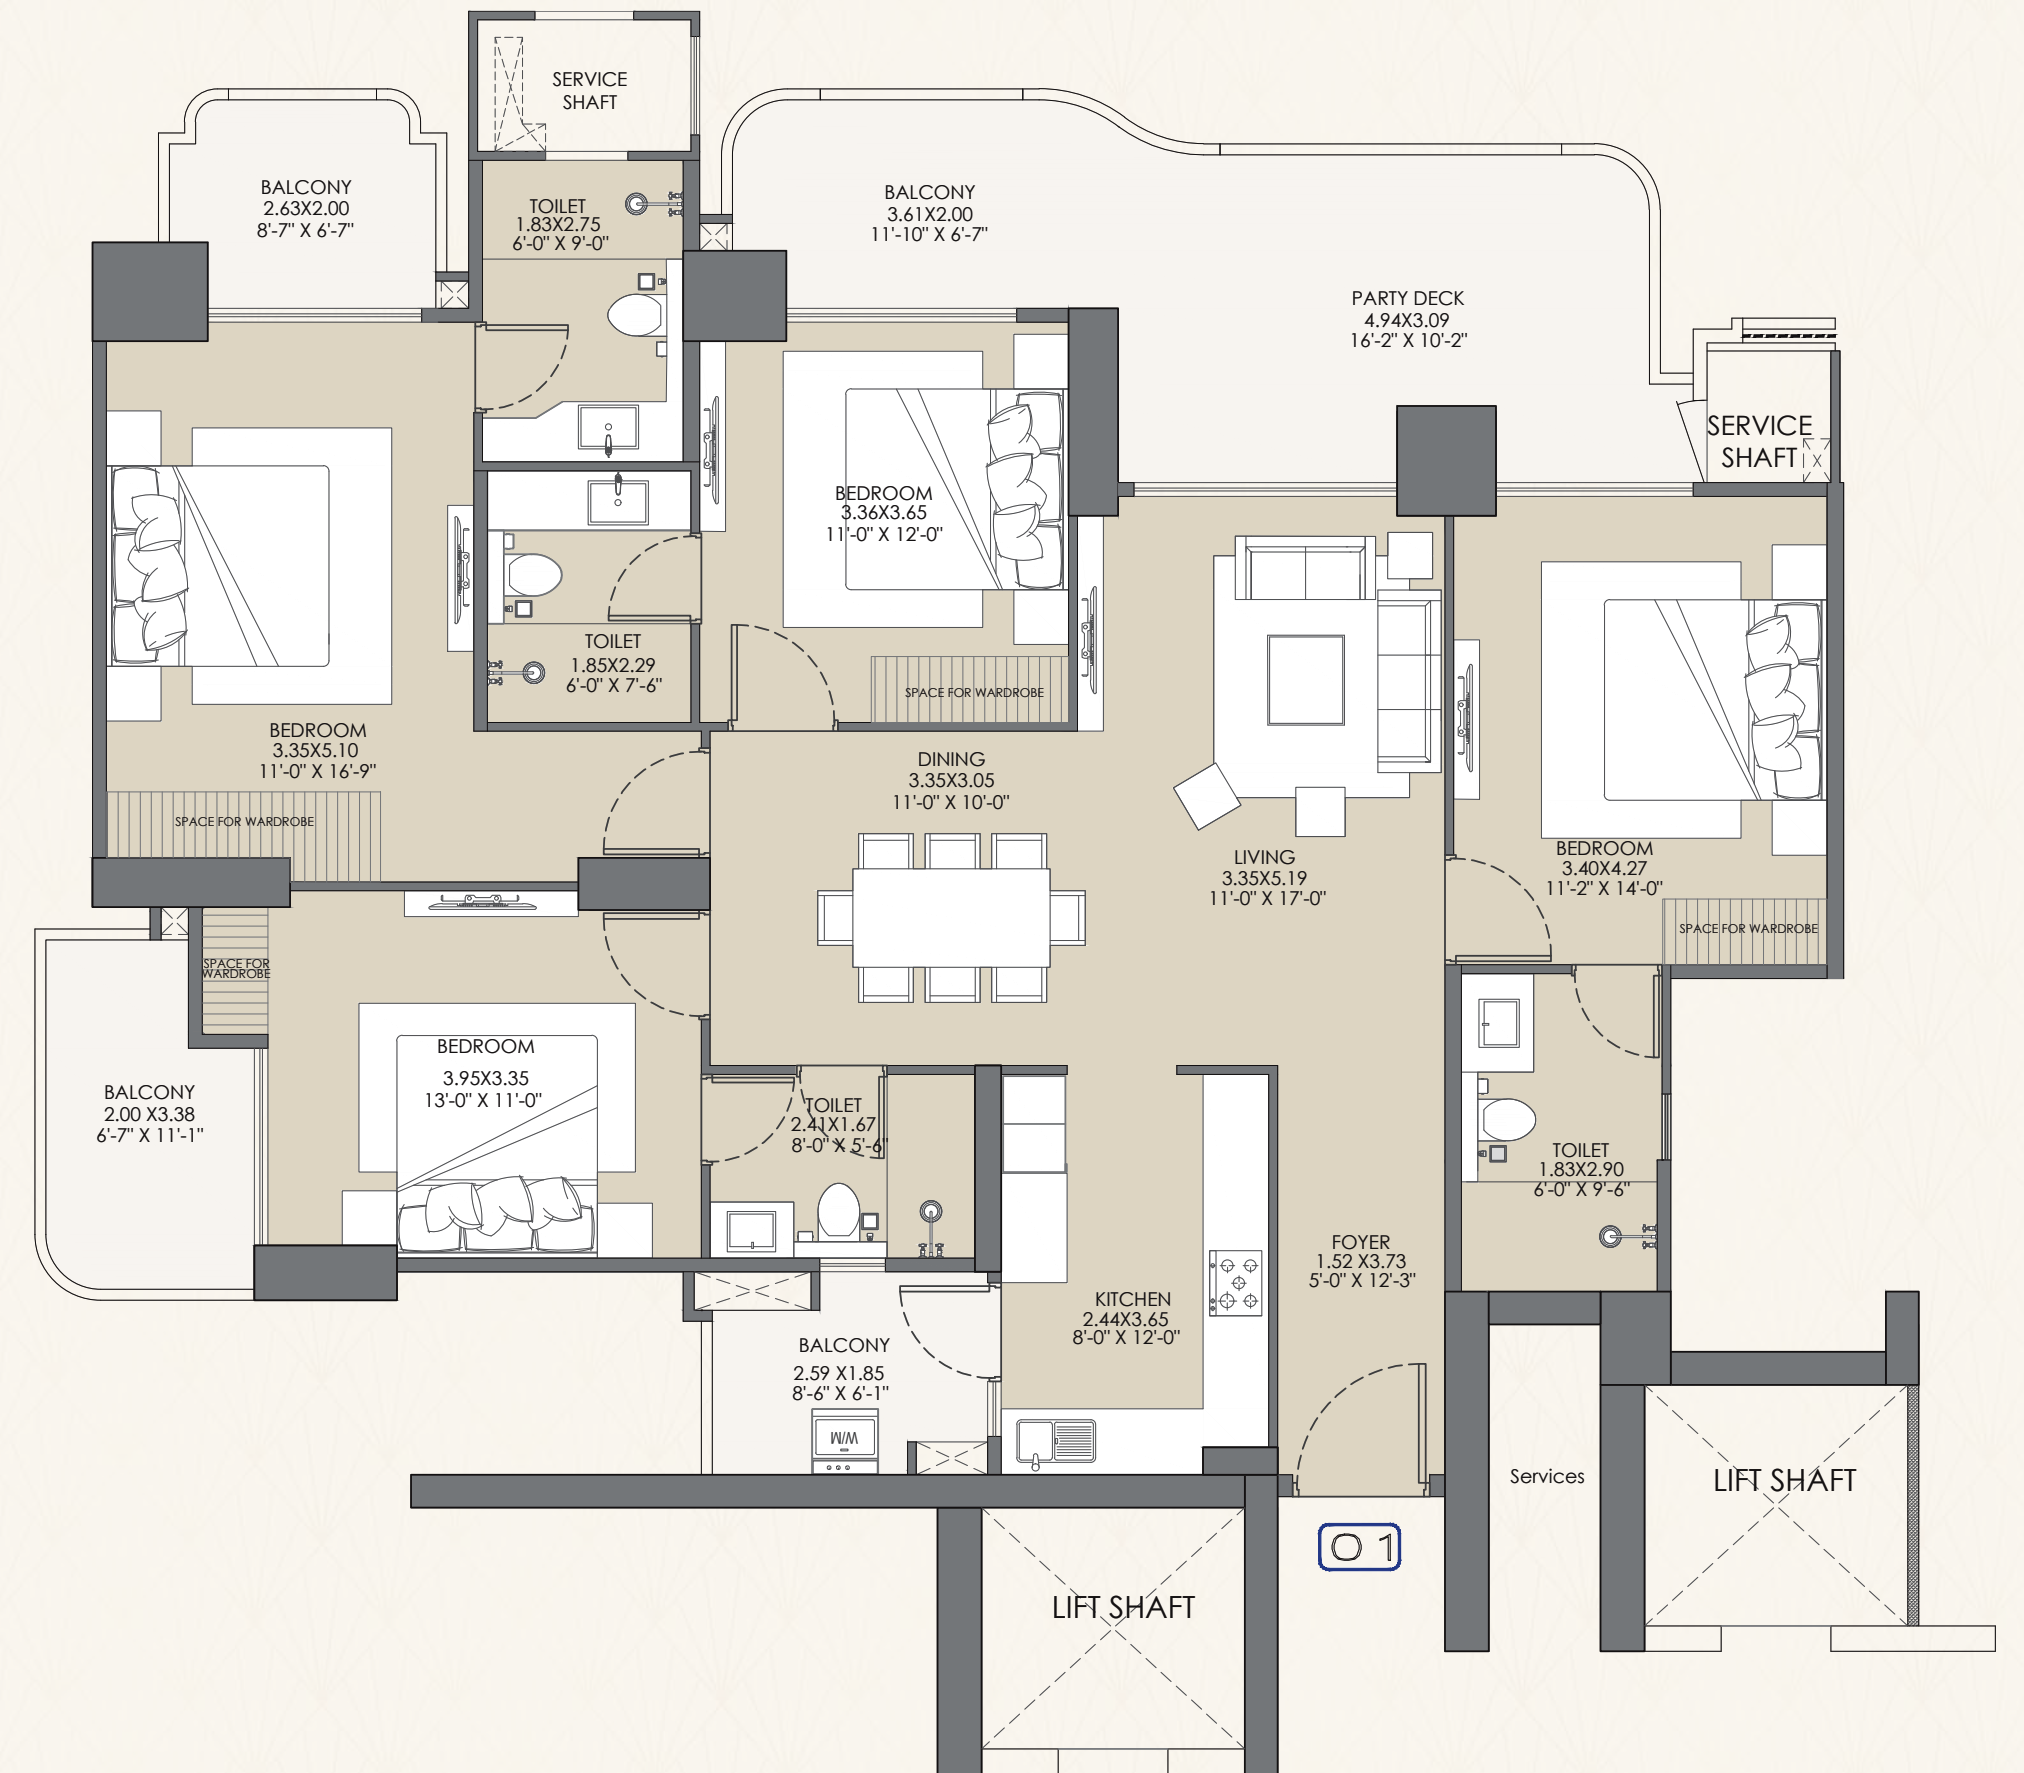 SERVICE
SHAFT
BALCONY
2.63X2.00
8'-7" X 6'-7"
TOILET
1.83X2.75
6'-0" X 9'-0"
BALCONY
3.61X2.00
11'-10" X 6'-7"
PARTY DECK
4.94X3.09
16'-2" X 10'-2"
SERVICE
SHAFT
BEDROOM
3.36X3.65
11'-0" X 12'-0"
TOILET
1.85X2.29
6'-0" X 7'-6"
SPACE FOR WARDROBE
BEDROOM
3.35X5.10
11'-0" X 16'-9"
SPACE FOR WARDROBE
DINING
3.35X3.05
11'-0" X 10'-0"
LIVING
3.35X5.19
11'-0" X 17'-0"
BEDROOM
3.40X4.27
11'-2" X 14'-0"
SPACE FOR WARDROBE
SPACE FOR
WARDROBE
BEDROOM
3.95X3.35
13'-0" X 11'-0"
BALCONY
2.00 X3.38
6'-7" X 11'-1"
TOILET
2.41X1.67
8'-0" X 5'-6"
TOILET
1.83X2.90
6'-0" X 9'-6"
FOYER
1.52 X3.73
5'-0" X 12'-3"
KITCHEN
2.44X3.65
8'-0" X 12'-0"
BALCONY
2.59 X1.85
8'-6" X 6'-1"
W/M
Services
LIFT SHAFT
01
LIFT SHAFT